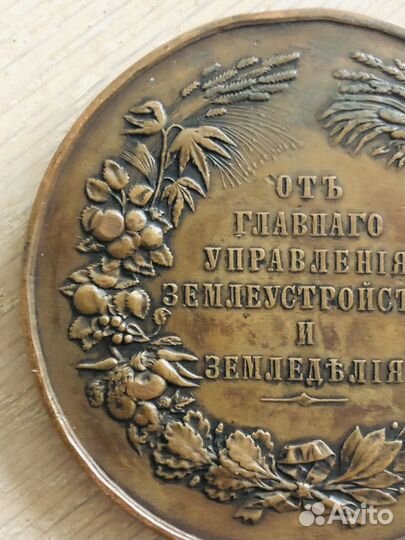 ОТЪ
ГЛАВНАГО
УПРАВЛЕНІЯ
ЗЕМЛЕУСТРОЙСТ
И
ЗЕМЛЕДѢЛІЯ
Avito